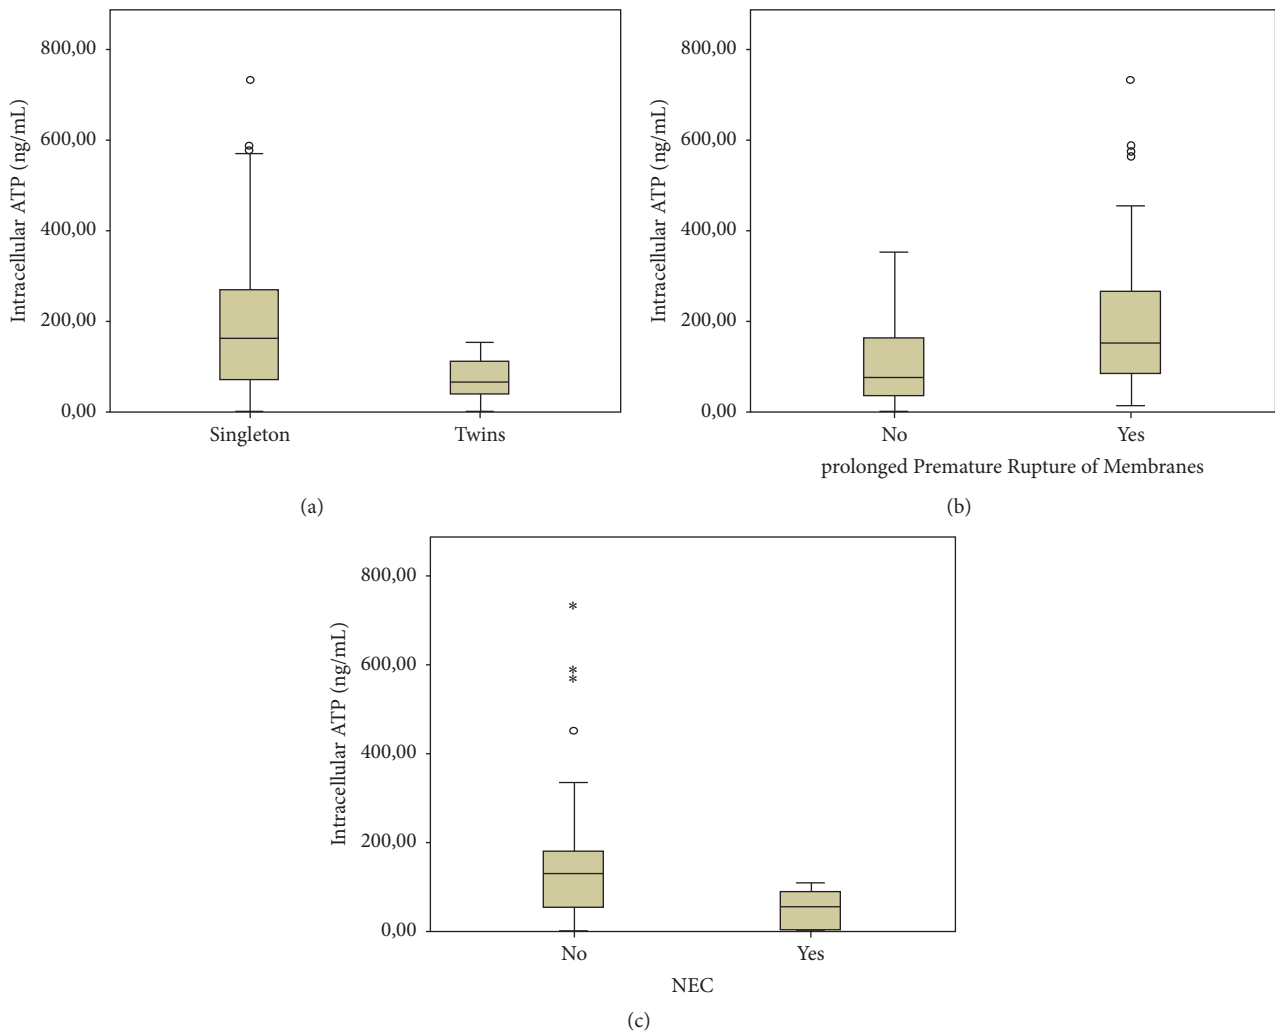 800,00
600,00
400,00
200,00
0,00
Intracellular ATP (ng/mL)
Singleton
Twins
(a)
800,00
600,00
400,00
200,00
0,00
Intracellular ATP (ng/mL)
No
Yes
prolonged Premature Rupture of Membranes
(b)
800,00
600,00
400,00
200,00
0,00
Intracellular ATP (ng/mL)
No
Yes
NEC
(c)